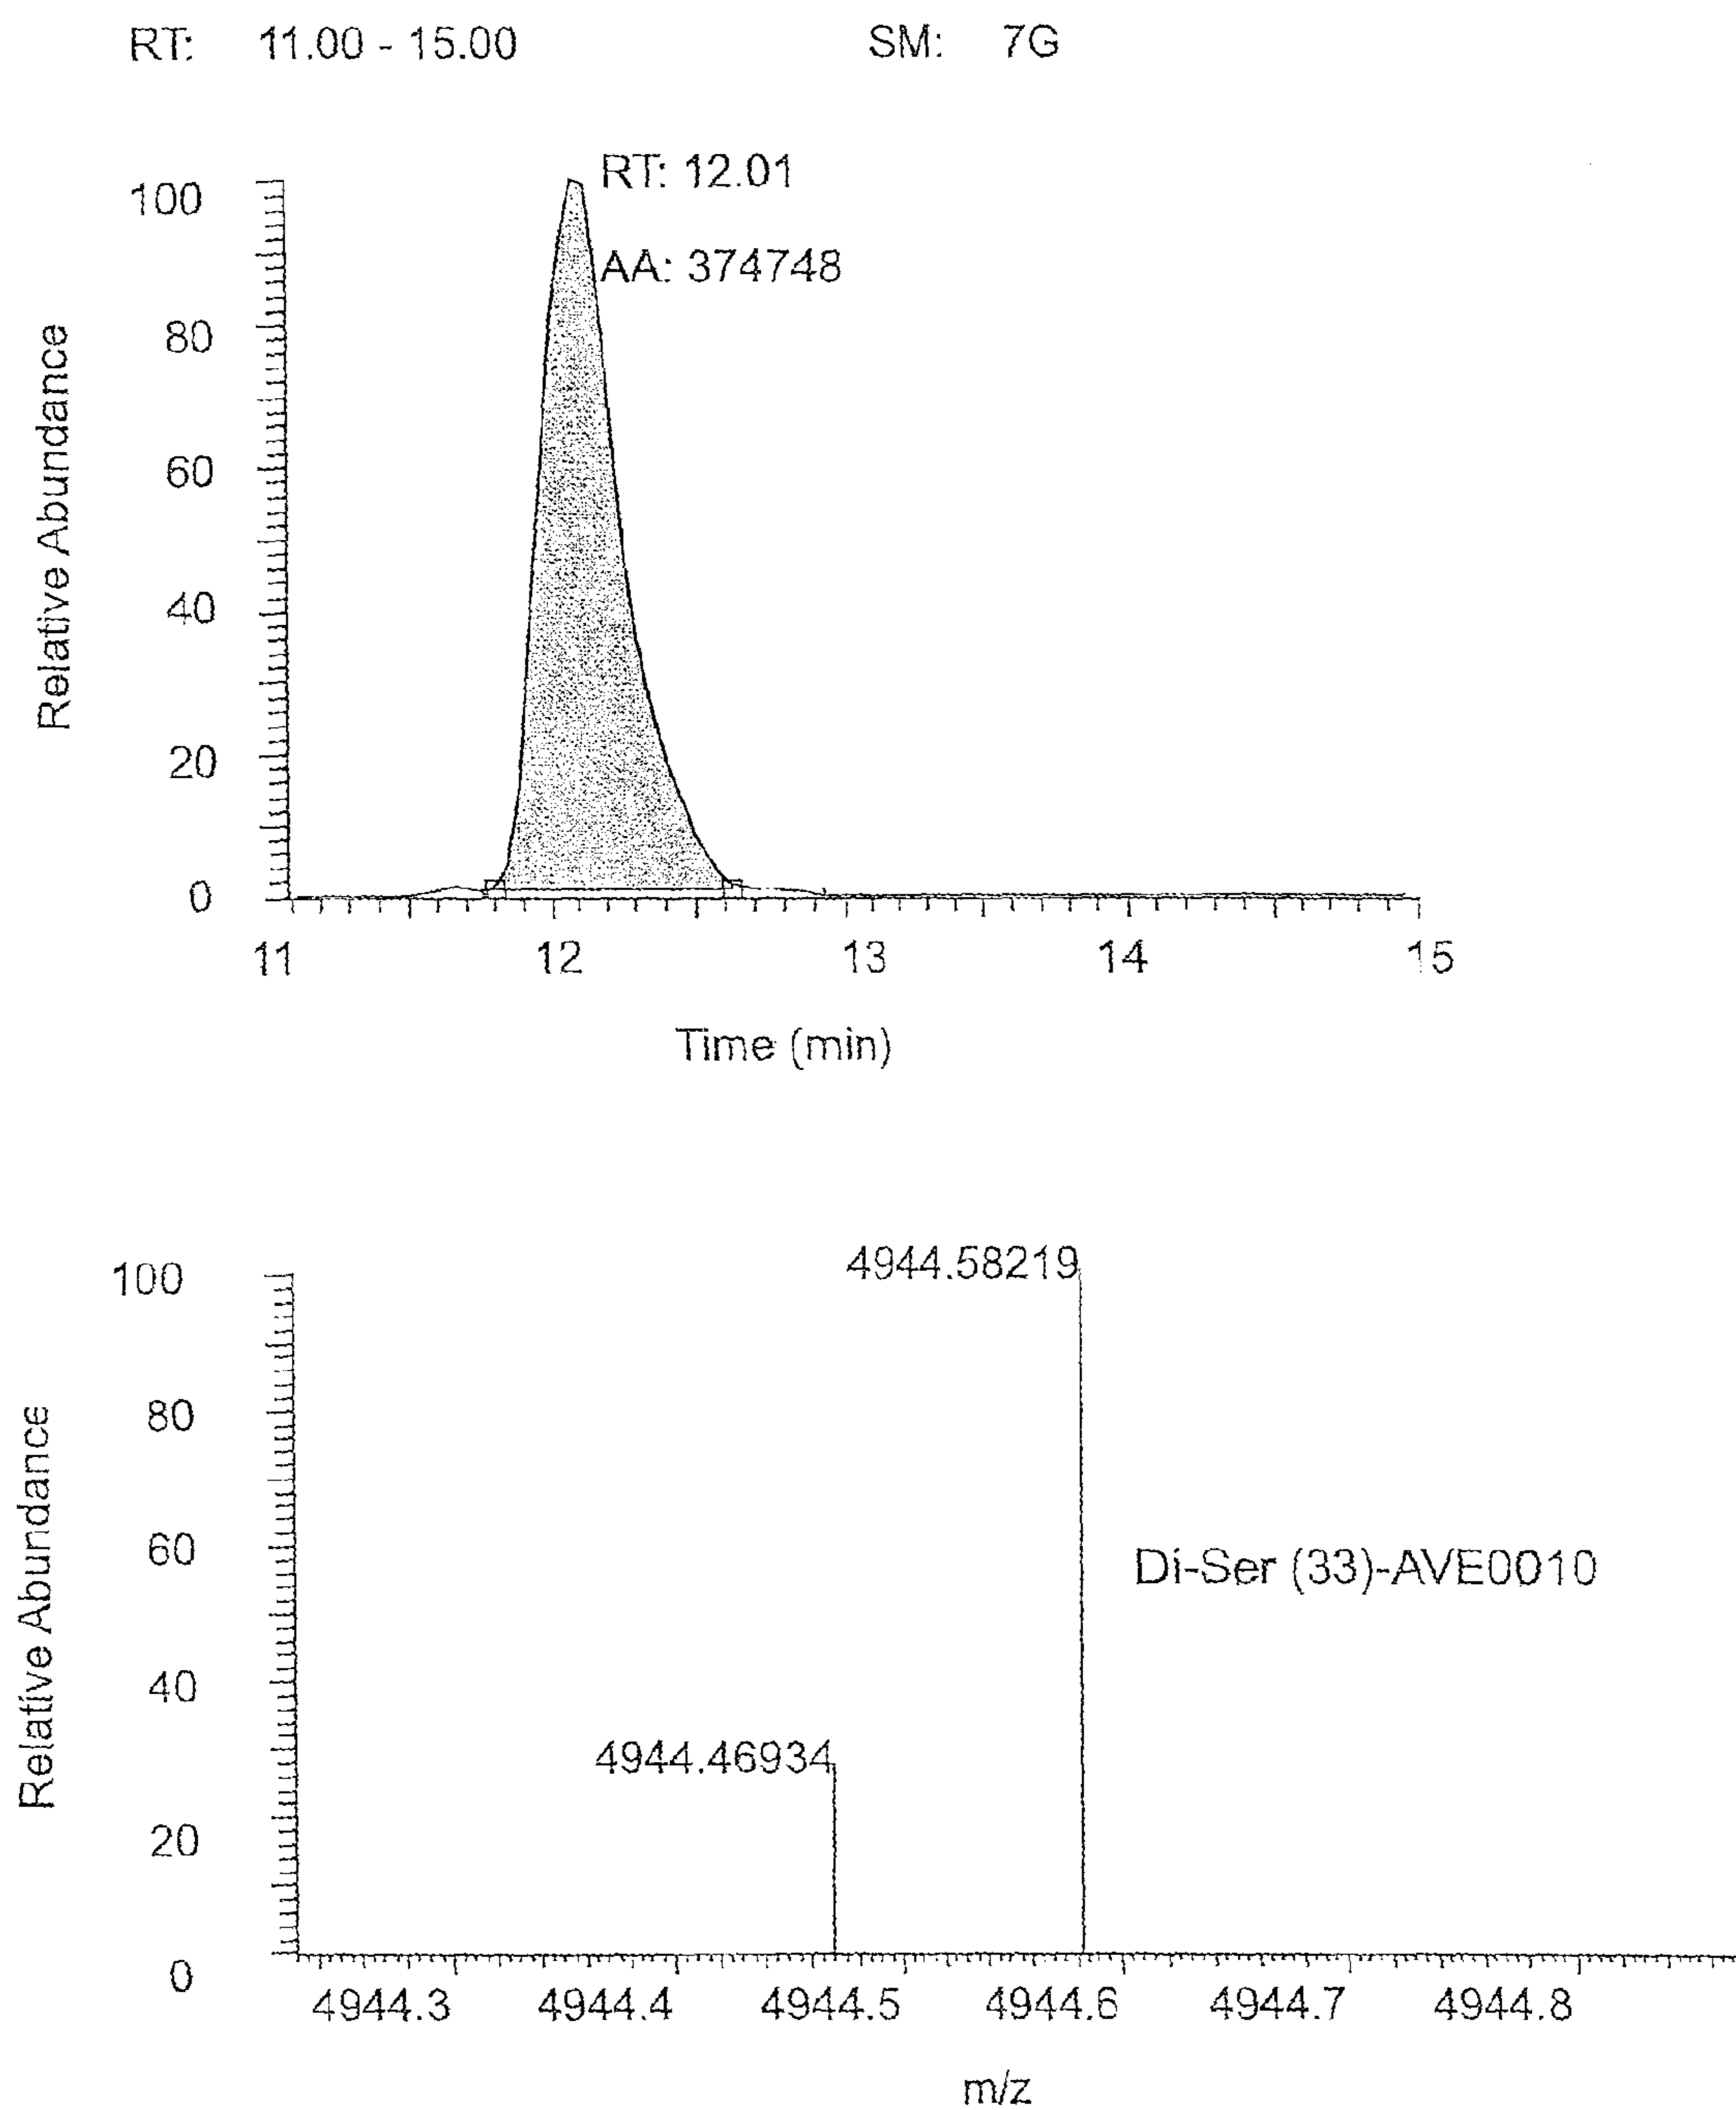 RT: 11.00 - 15.00 SM: 7G
RT: 12.01
AA: 374748
100
80
60
40
20
0
Relative Abundance
11 12 13 14 15
Time (min)
4944.58219
100
80
60
40
20
0
Relative Abundance
Di-Ser (33)-AVE0010
4944.46934
4944.3 4944.4 4944.5 4944.6 4944.7 4944.8
m/z